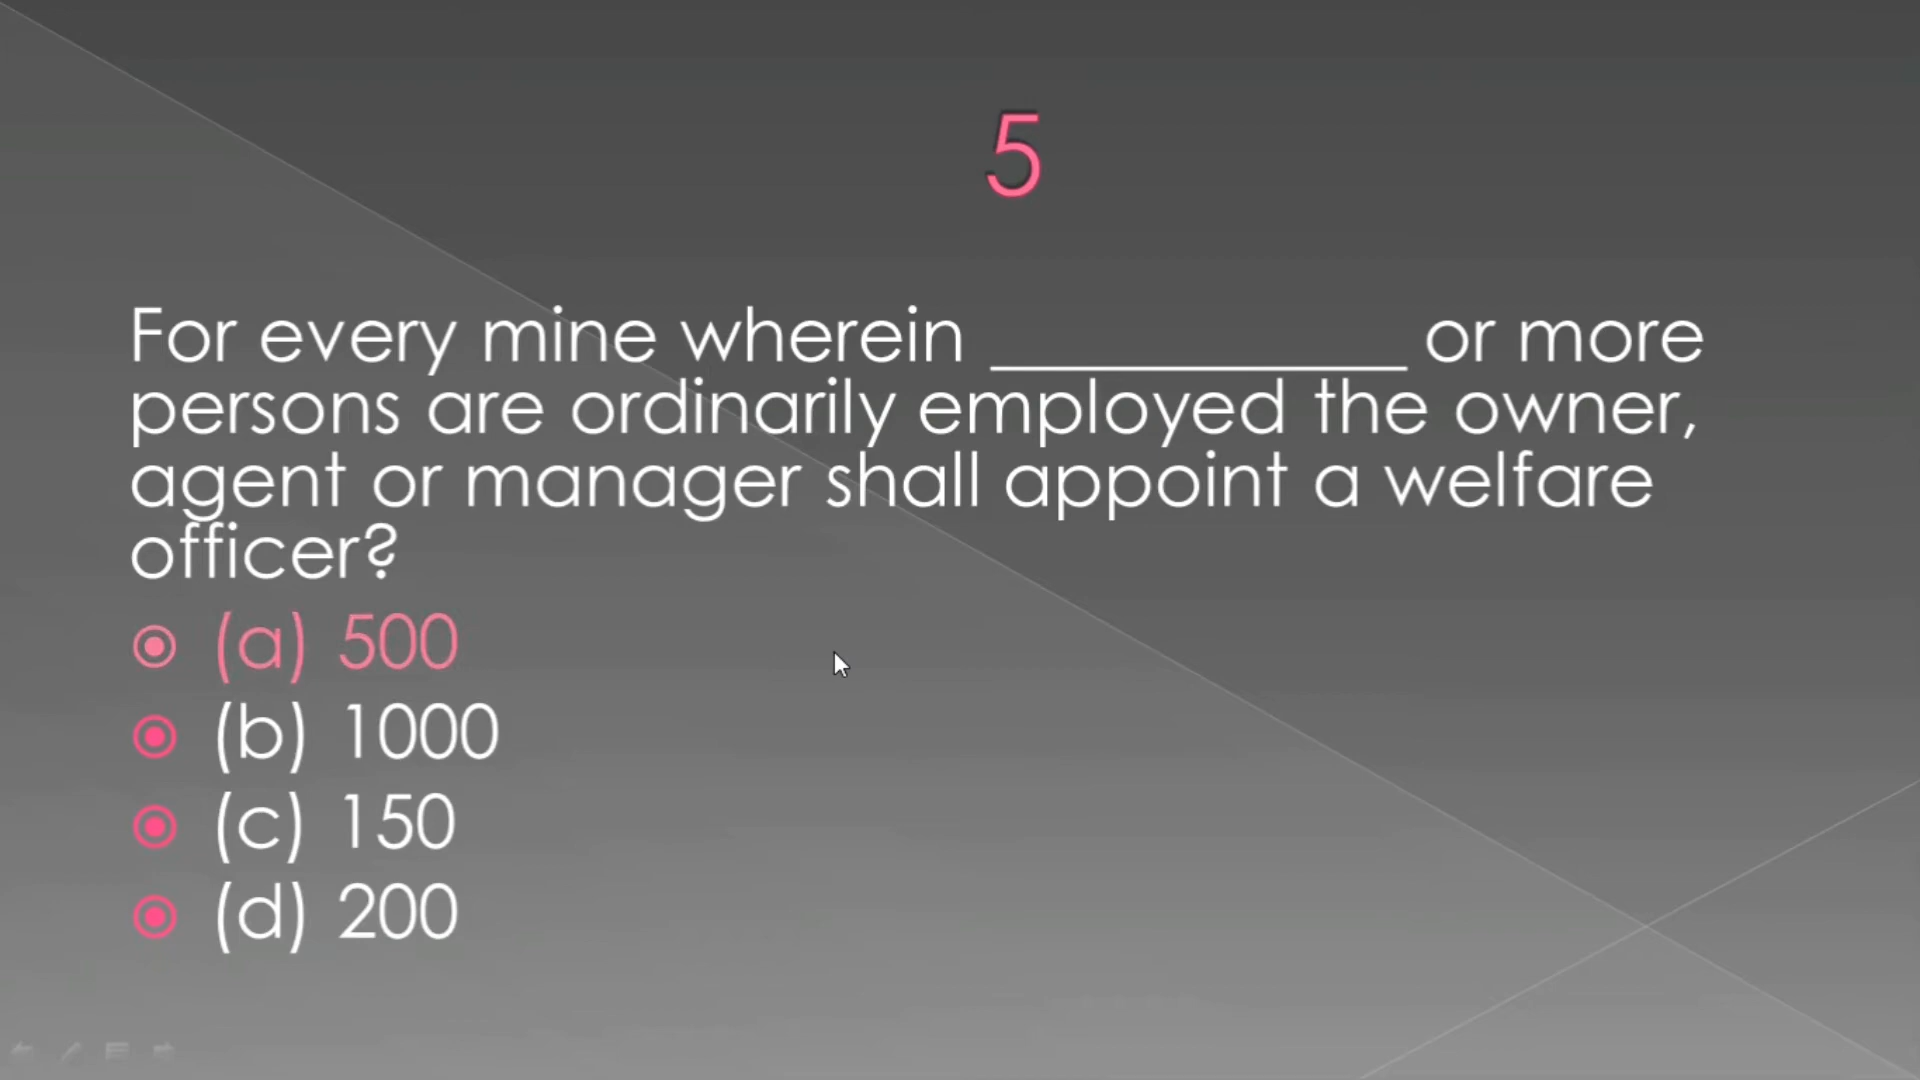 5
For every mine wherein ____________ or more
persons are ordinarily employed the owner,
agent or manager shall appoint a welfare
officer?
(a) 500
(b) 1000
(c) 150
(d) 200